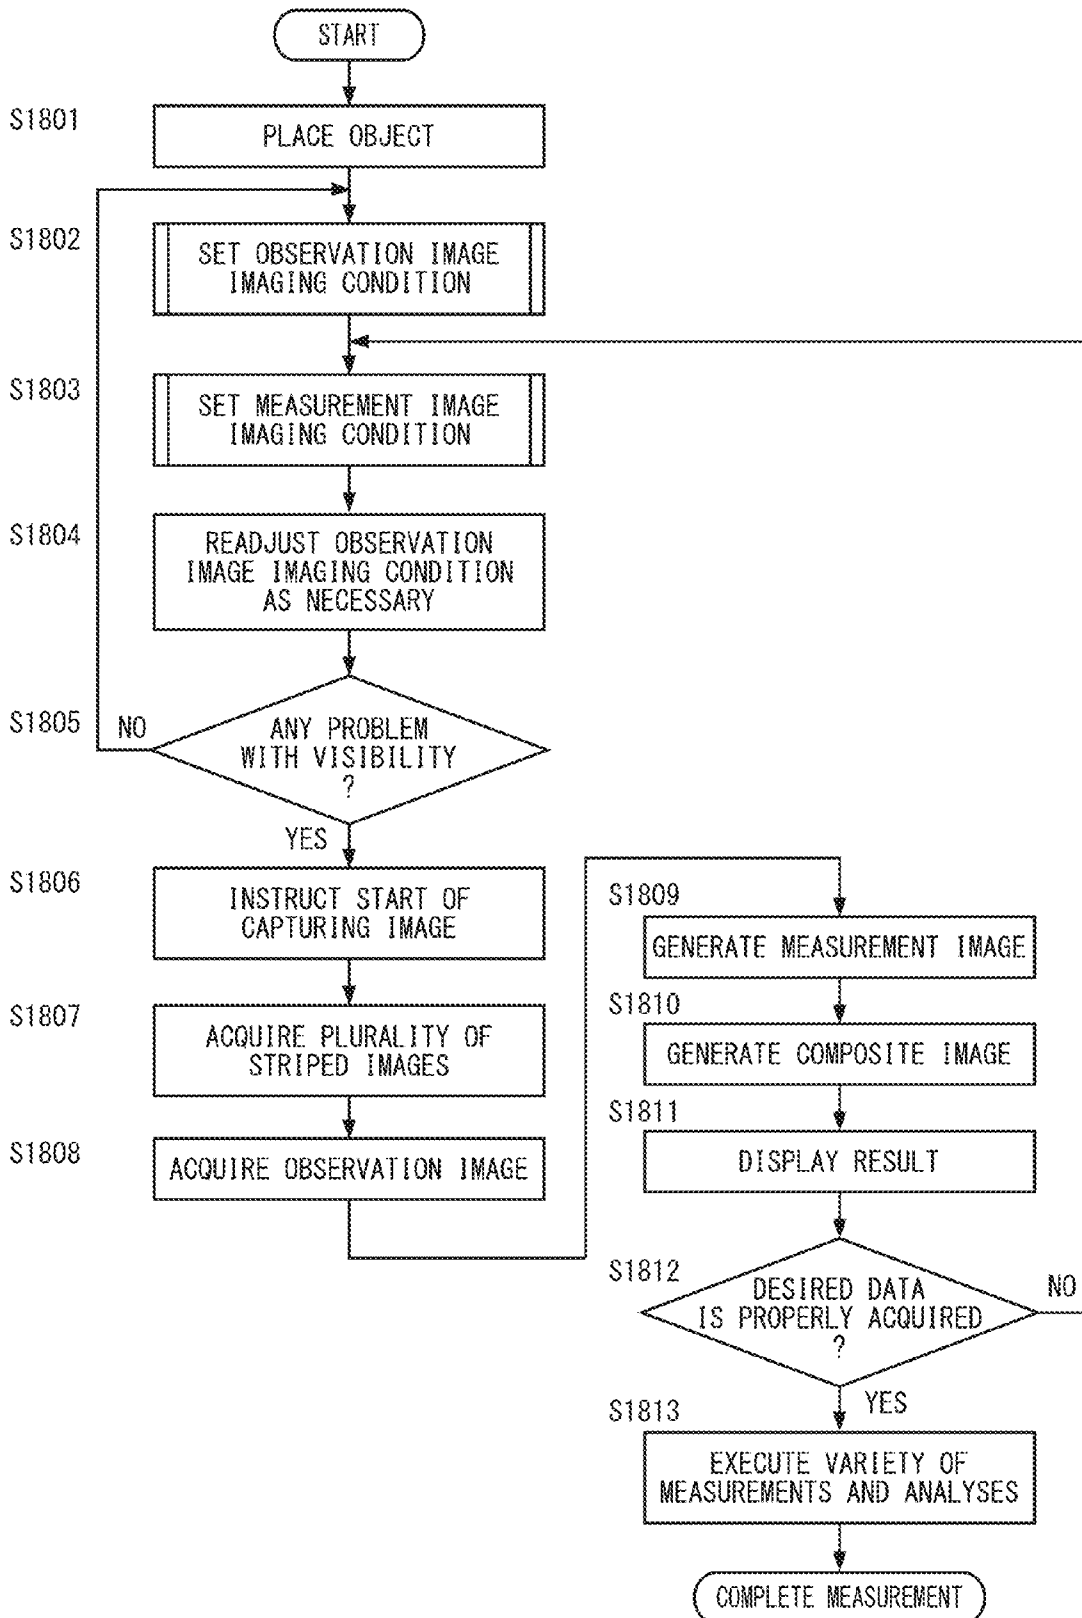 START
S1801
PLACE OBJECT
S1802
SET OBSERVATION IMAGE
IMAGING CONDITION
S1803
SET MEASUREMENT IMAGE
IMAGING CONDITION
S1804
READJUST OBSERVATION
IMAGE IMAGING CONDITION
AS NECESSARY
S1805
NO
ANY PROBLEM
WITH VISIBILITY
?
YES
S1806
INSTRUCT START OF
CAPTURING IMAGE
S1807
ACQUIRE PLURALITY OF
STRIPED IMAGES
S1808
ACQUIRE OBSERVATION IMAGE
S1809
GENERATE MEASUREMENT IMAGE
S1810
GENERATE COMPOSITE IMAGE
S1811
DISPLAY RESULT
S1812
DESIRED DATA
IS PROPERLY ACQUIRED
?
NO
YES
S1813
EXECUTE VARIETY OF
MEASUREMENTS AND ANALYSES
COMPLETE MEASUREMENT